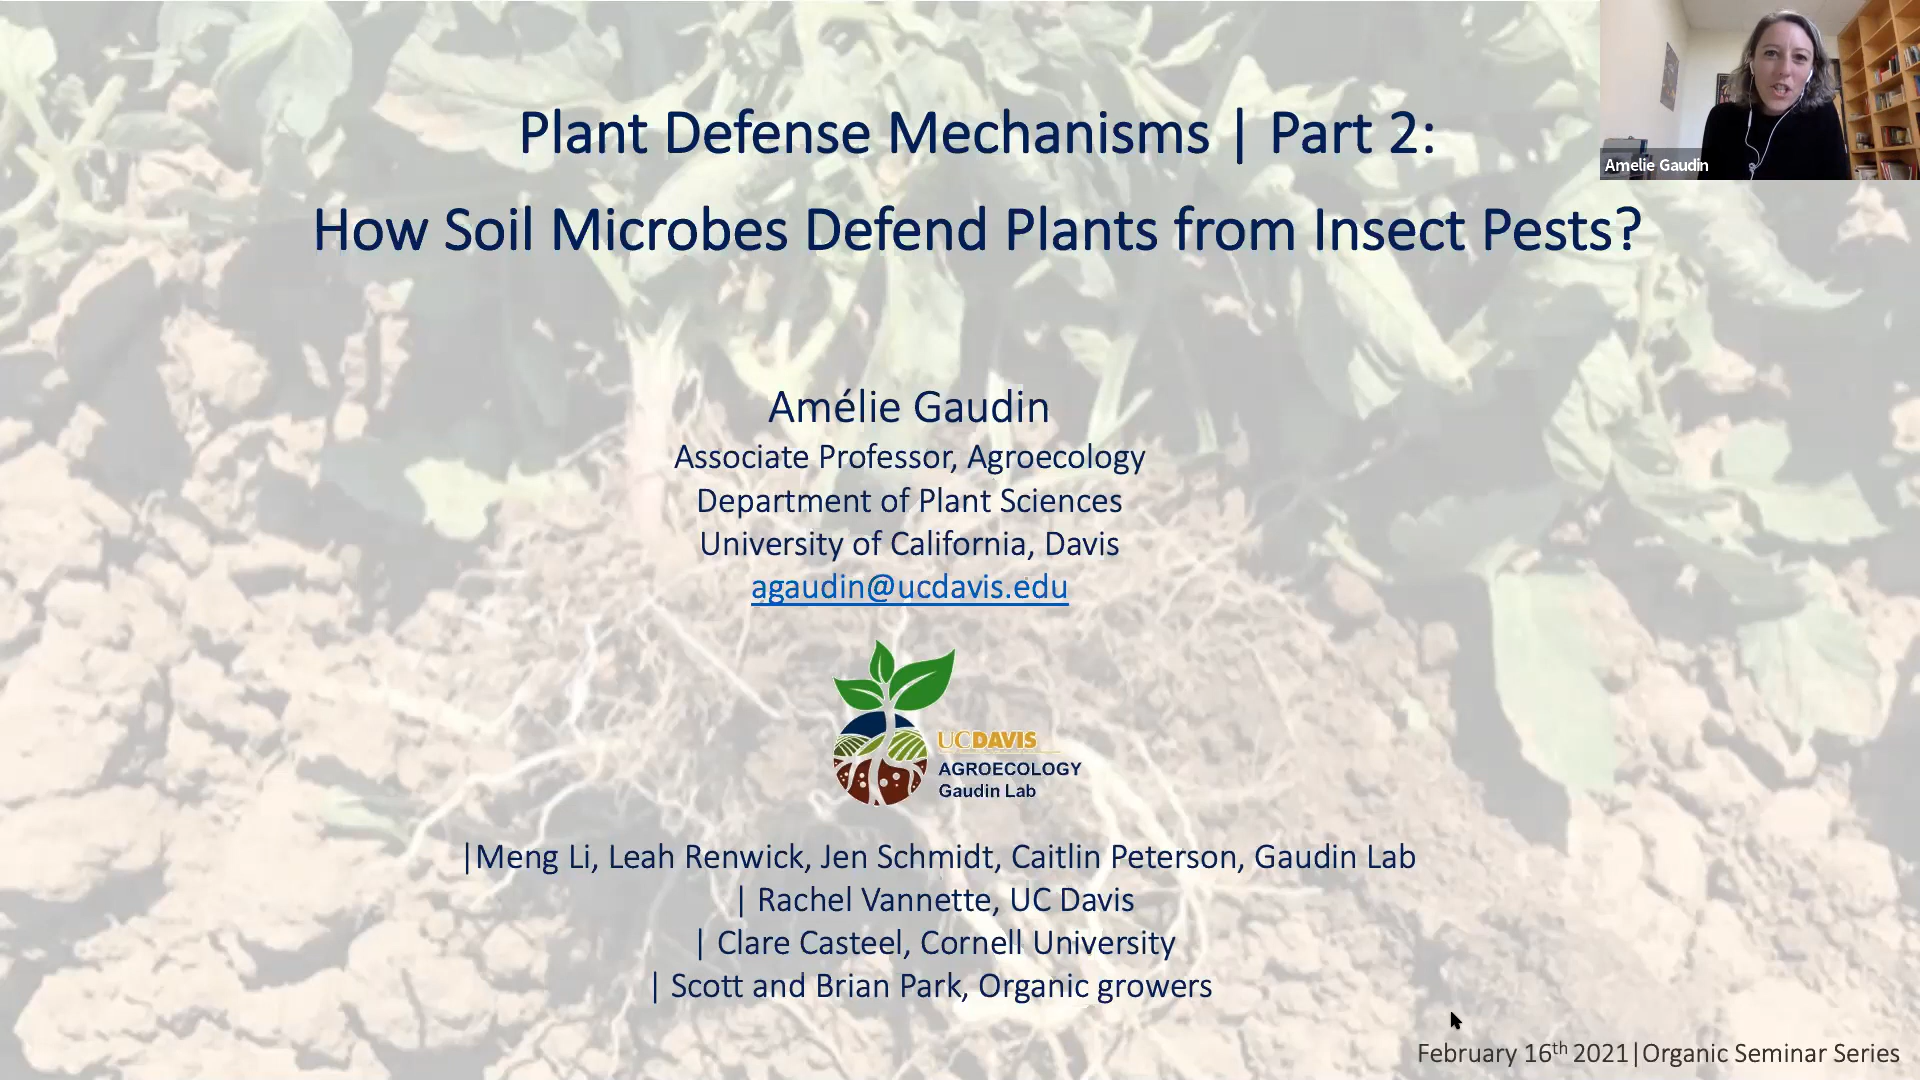 Plant Defense Mechanisms | Part 2:
How Soil Microbes Defend Plants from Insect Pests?
Amelie Gaudin
Amélie Gaudin
Associate Professor, Agroecology
Department of Plant Sciences
University of California, Davis
agaudin@ucdavis.edu
UCDAVIS
AGROECOLOGY
Gaudin Lab
|Meng Li, Leah Renwick, Jen Schmidt, Caitlin Peterson, Gaudin Lab
| Rachel Vannette, UC Davis
| Clare Casteel, Cornell University
| Scott and Brian Park, Organic growers
February 16th 2021|Organic Seminar Series